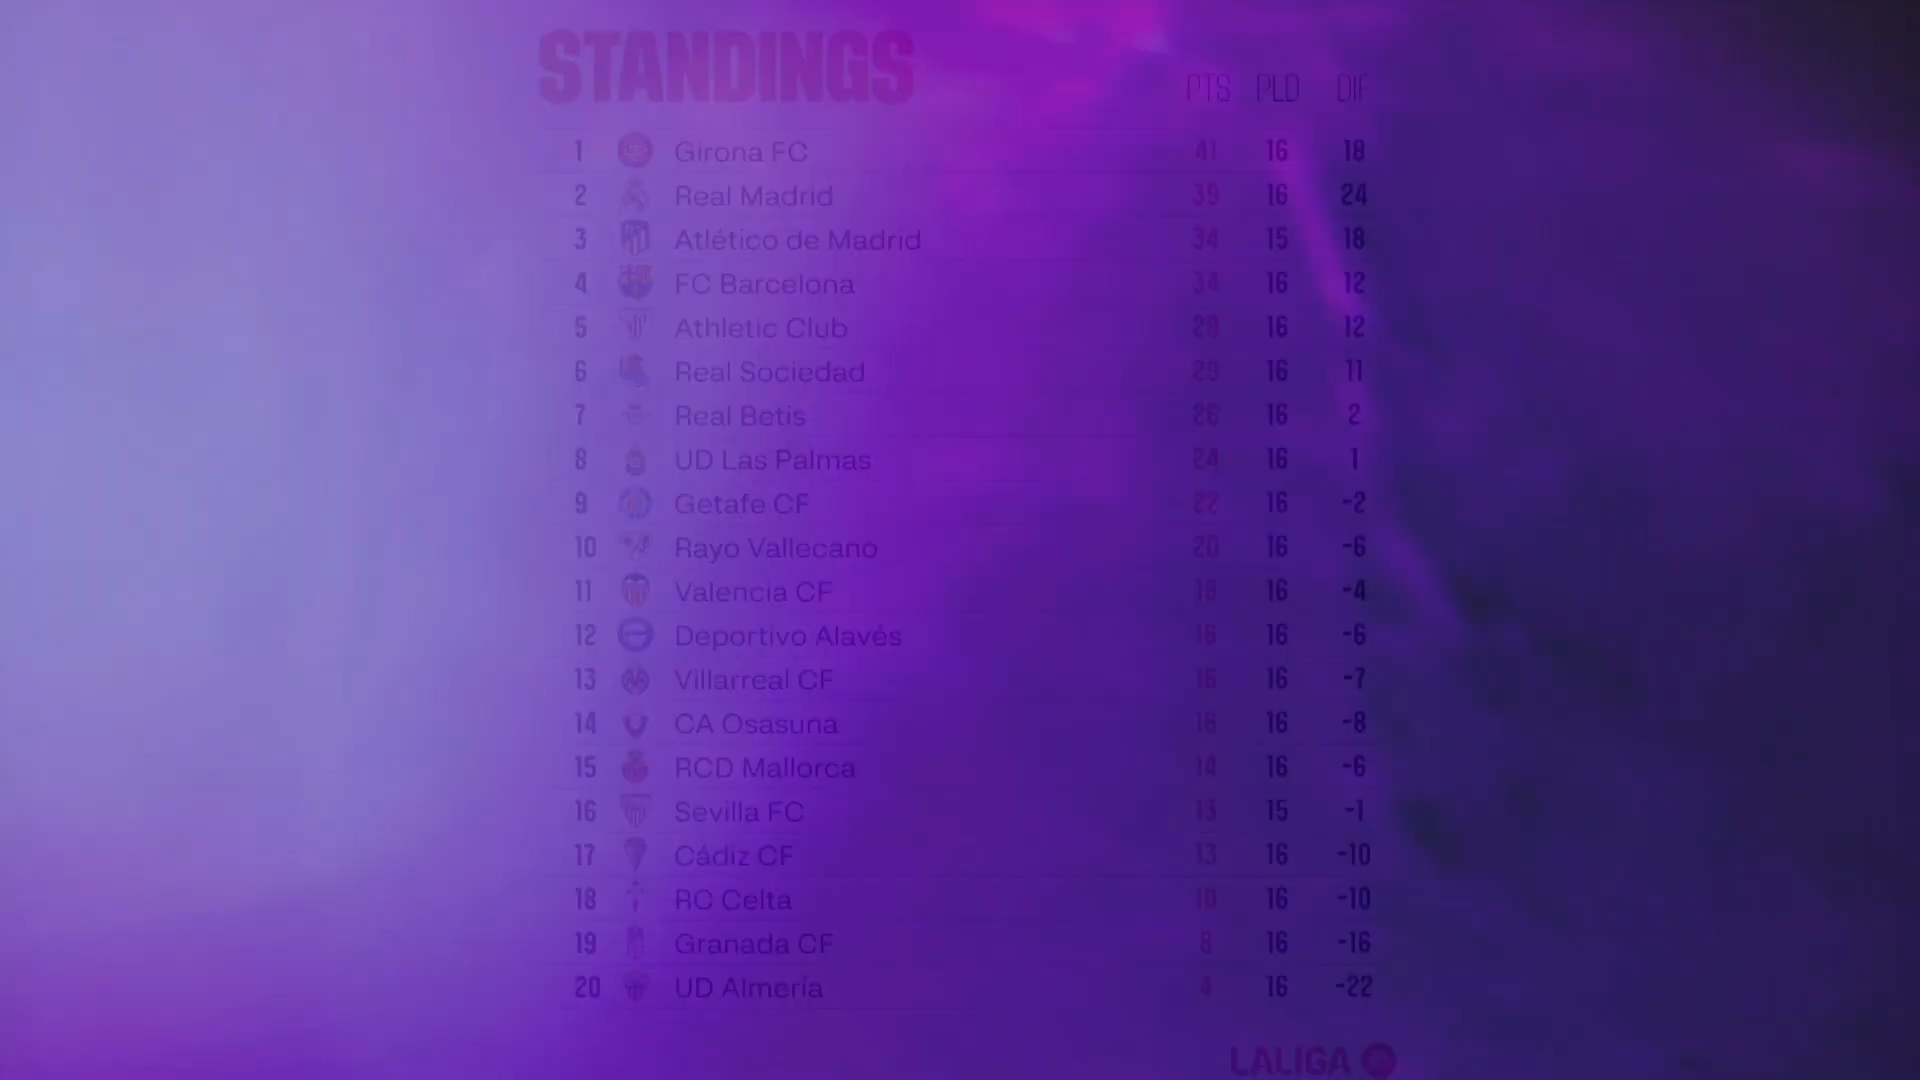 STANDINGS
PTS PLD DIF
1 Girona FC 41 16 18
2 Real Madrid 39 16 24
3 Atlético de Madrid 34 15 18
4 FC Barcelona 34 16 12
5 Athletic Club 29 16 12
6 Real Sociedad 29 16 11
7 Real Betis 26 16 2
8 UD Las Palmas 24 16 1
9 Getafe CF 22 16 -2
10 Rayo Vallecano 20 16 -6
11 Valencia CF 16 -4
12 Deportivo Alavés 16 16 -6
13 Villarreal CF 16 16 -7
14 CA Osasuna 16 16 -8
15 RCD Mallorca 14 16 -6
16 Sevilla FC 13 15 -1
17 Cádiz CF 13 16 -10
18 RC Celta 10 16 -10
19 Granada CF 8 16 -16
20 UD Almería 4 16 -22
LALIGA